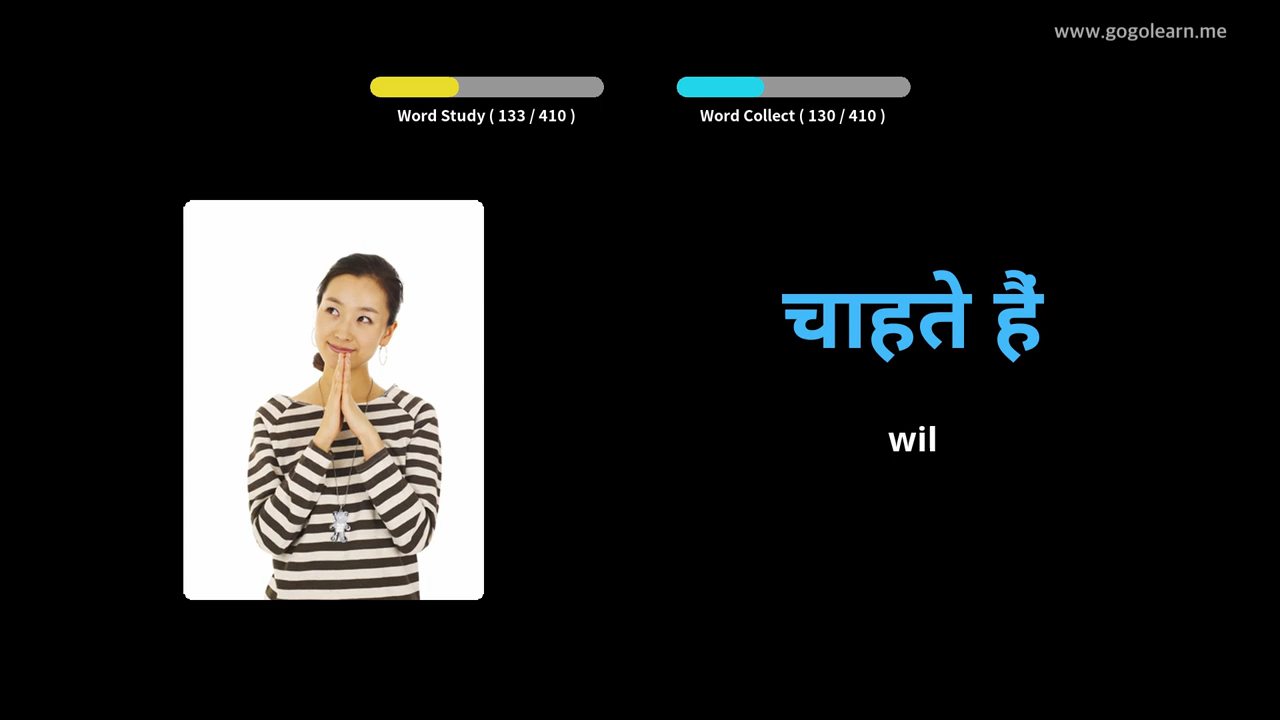 www.gogolearn.me
Word Study ( 133 / 410 )
Word Collect ( 130 / 410 )
चाहते हैं
wil